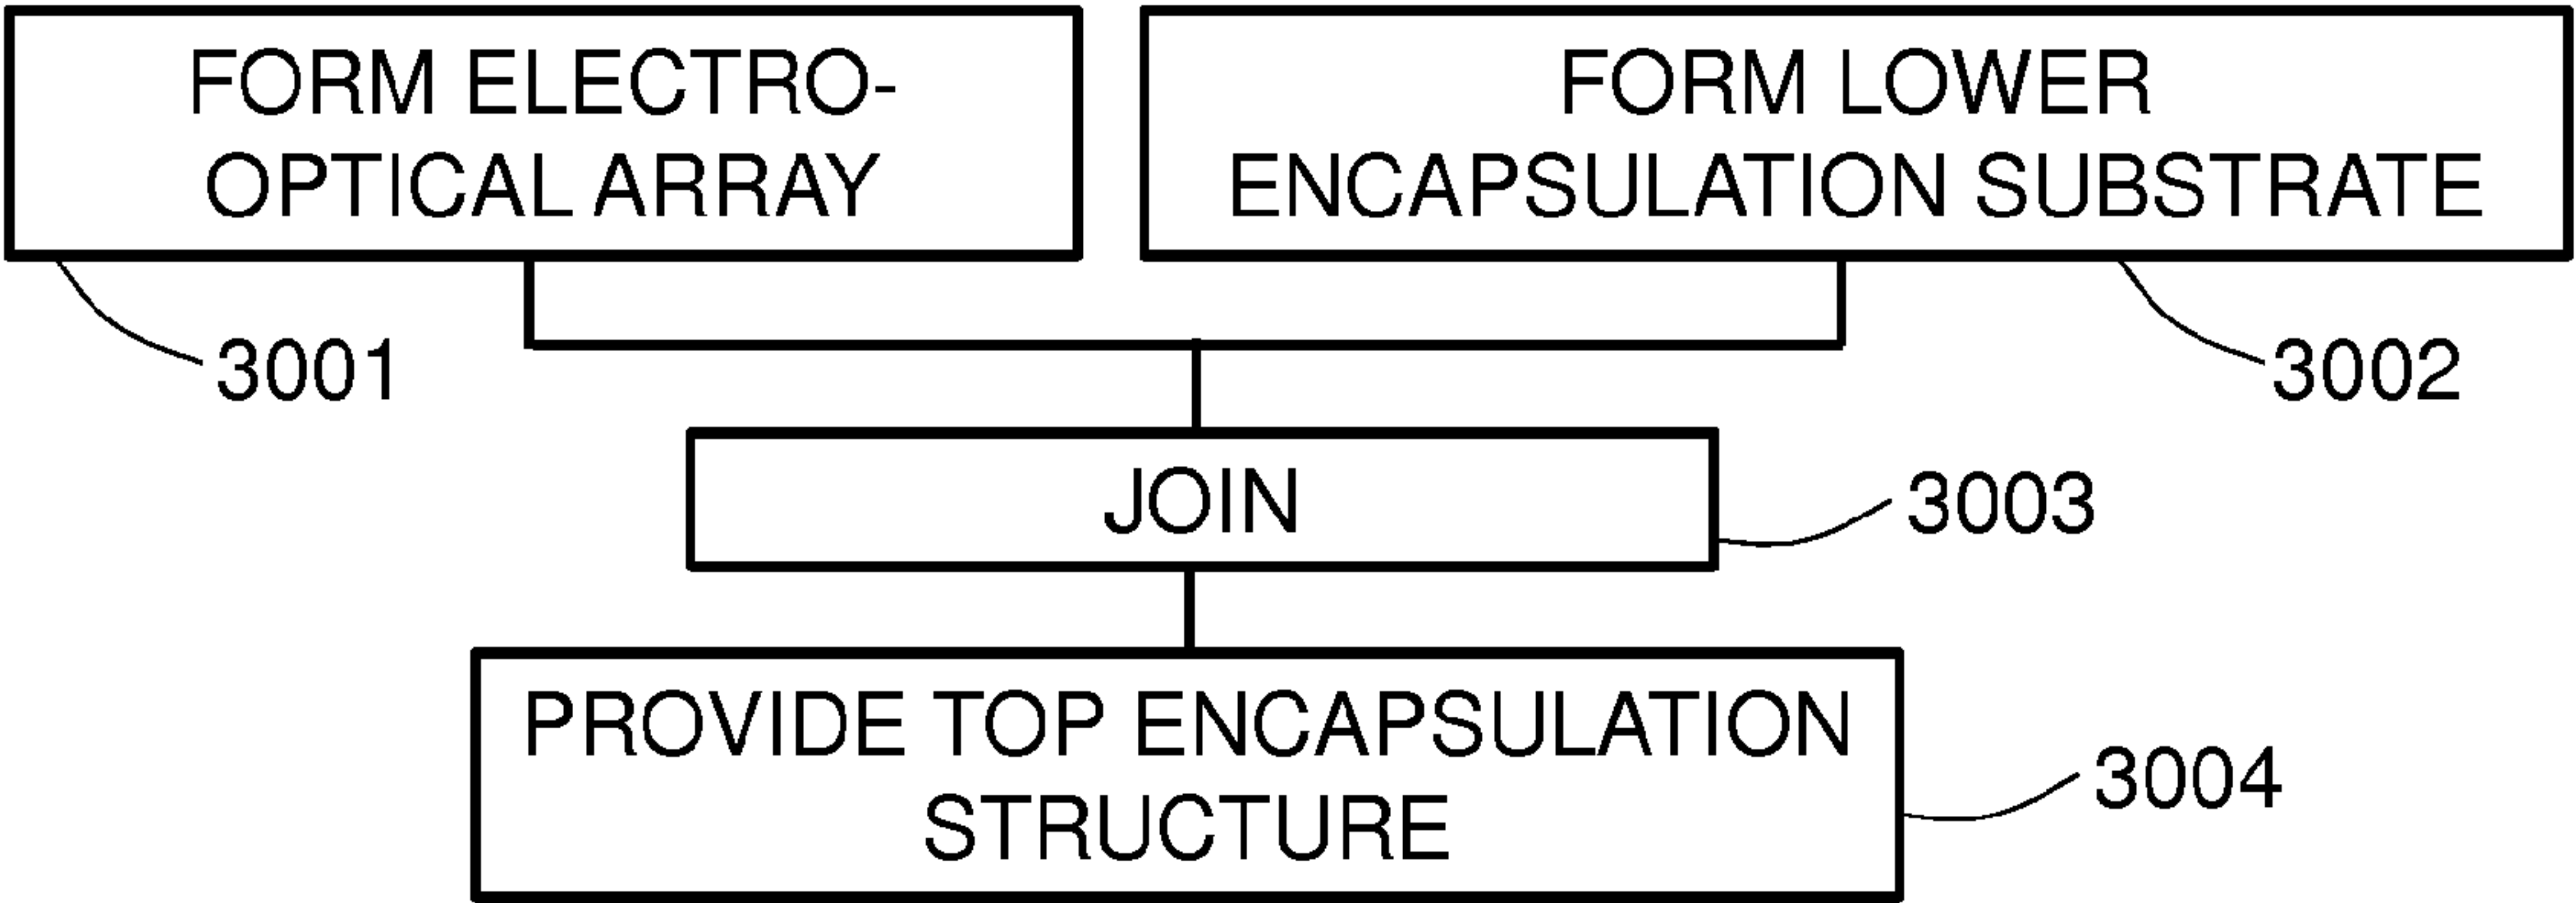 FORM ELECTRO-
OPTICAL ARRAY
FORM LOWER
ENCAPSULATION SUBSTRATE
3001
3002
JOIN
3003
PROVIDE TOP ENCAPSULATION
STRUCTURE
3004